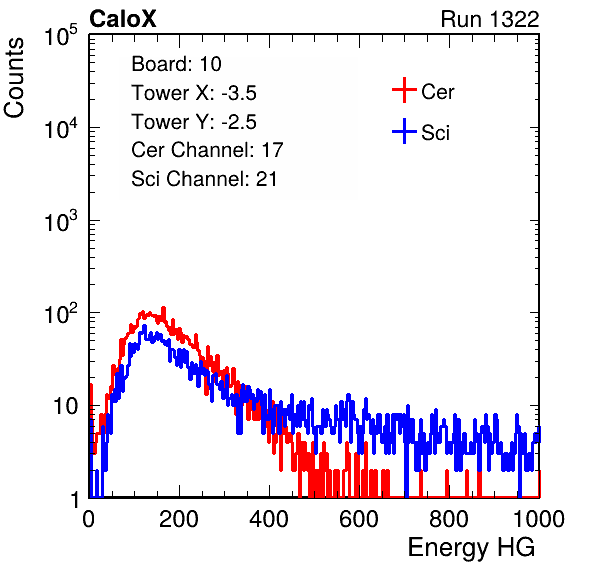 CaloX Run 1322
Counts
10^5
10^4
10^3
10^2
10
1
Board: 10
Tower X: -3.5
Tower Y: -2.5
Cer Channel: 17
Sci Channel: 21
Cer
Sci
0 200 400 600 800 1000
Energy HG